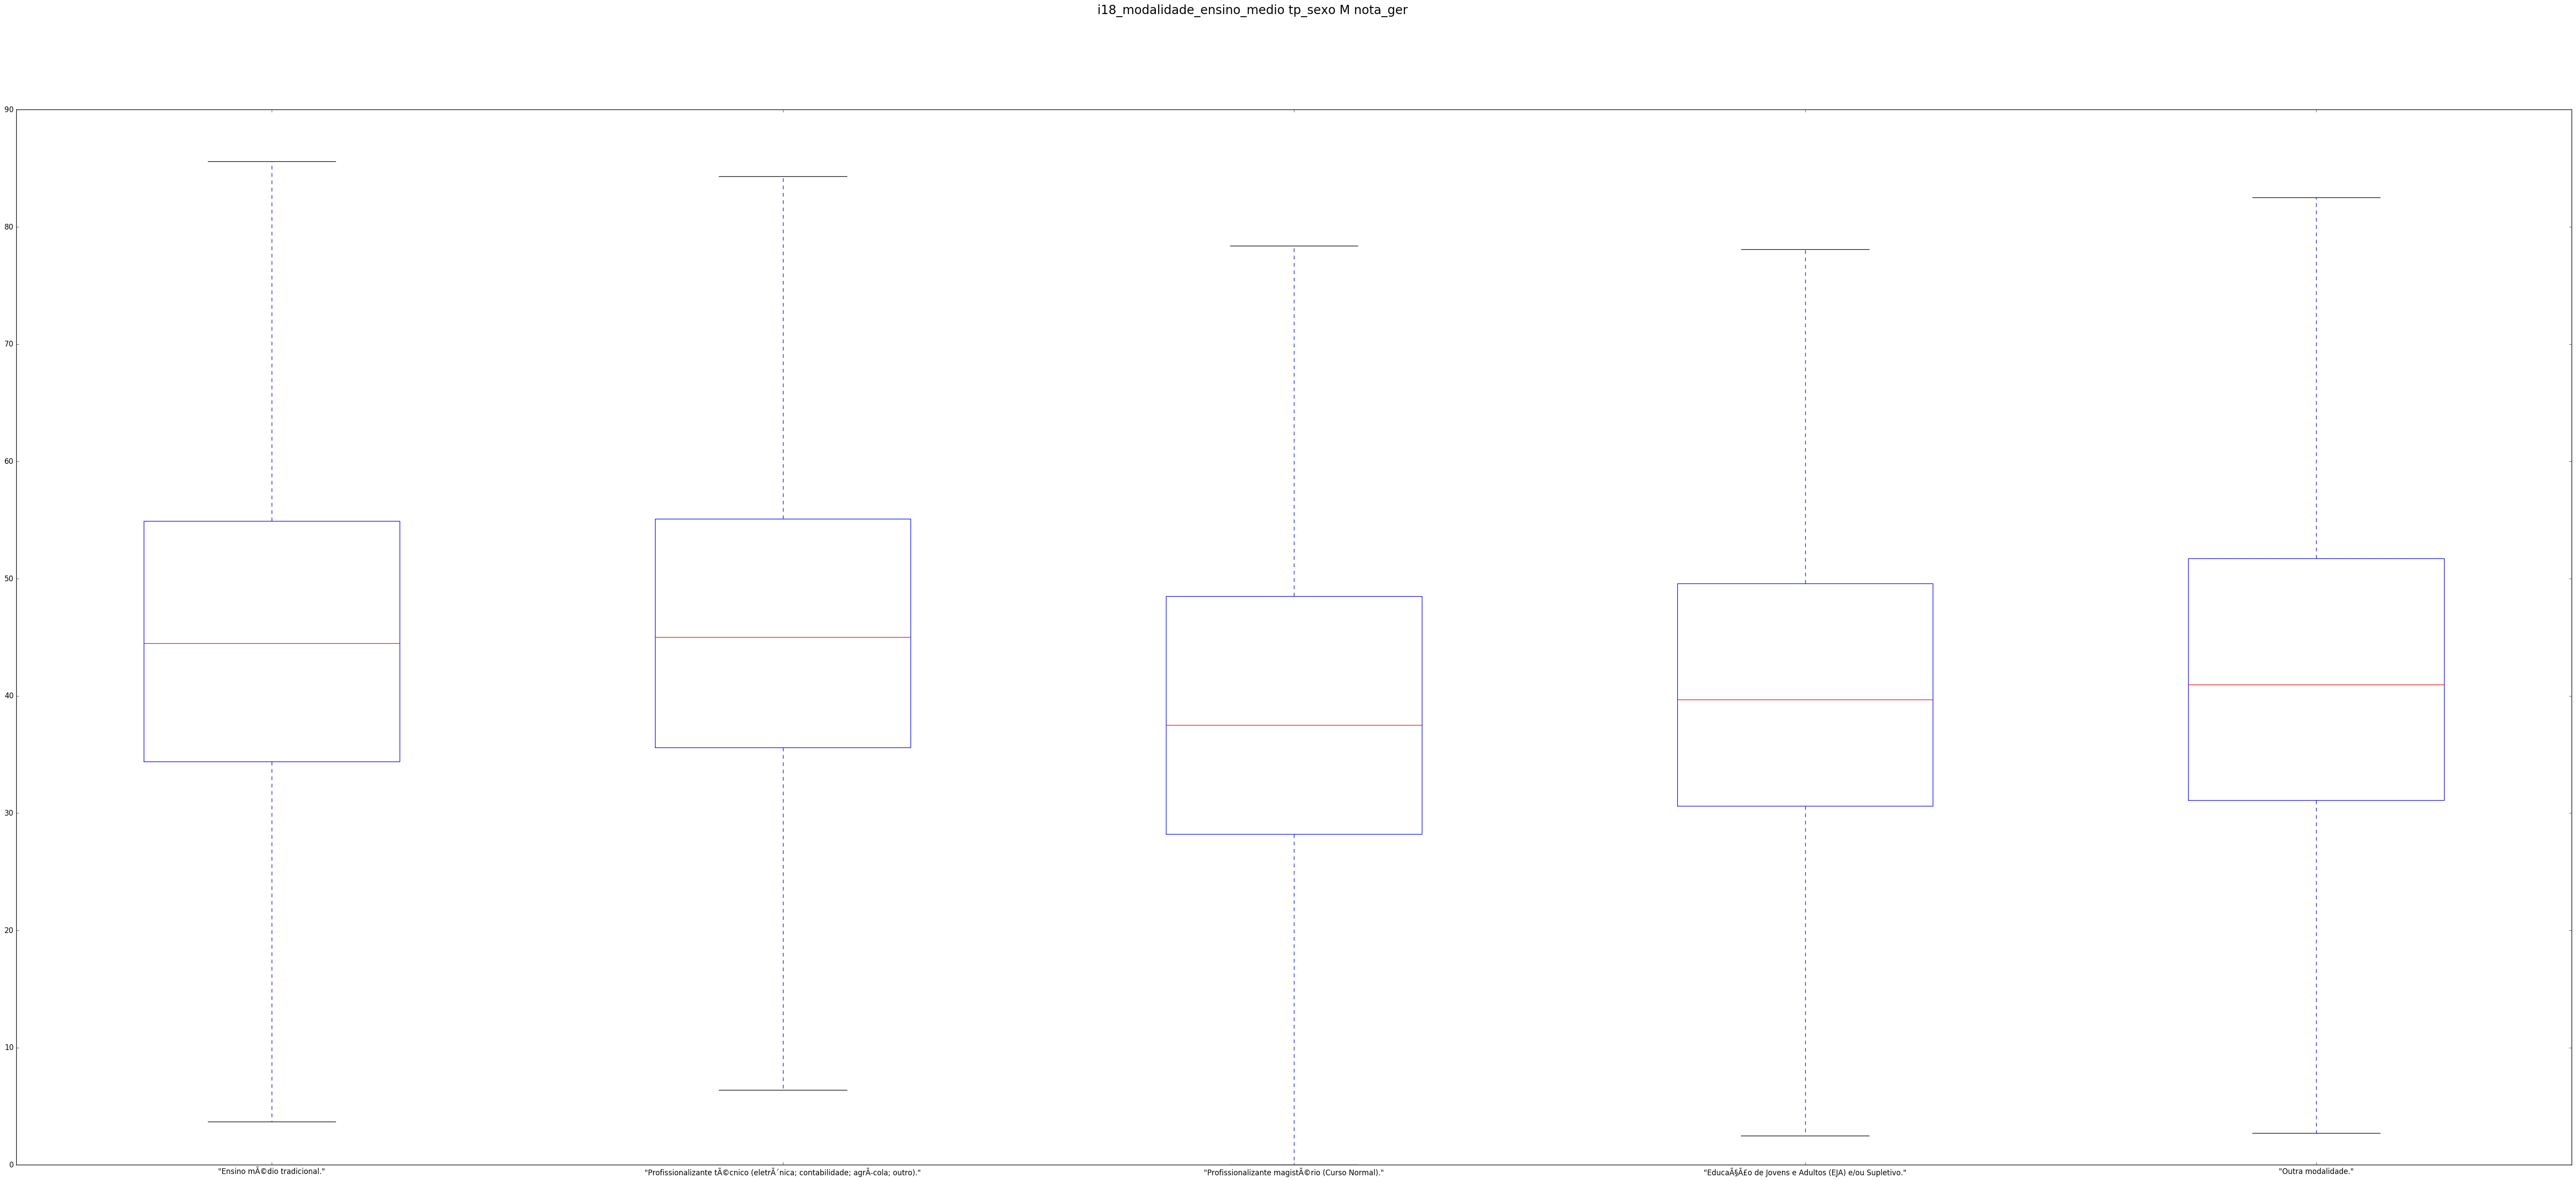 i18_modalidade_ensino_medio tp_sexo M nota_ger
90
80
70
60
50
40
30
20
10
0
"Ensino mÃ©dio tradicional."
"Profissionalizante tÃ©cnico (eletrÃ´nica; contabilidade; agrÃ-cola; outro)."
"Profissionalizante magistÃ©rio (Curso Normal)."
"EducaÃ§Ã£o de Jovens e Adultos (EJA) e/ou Supletivo."
"Outra modalidade."